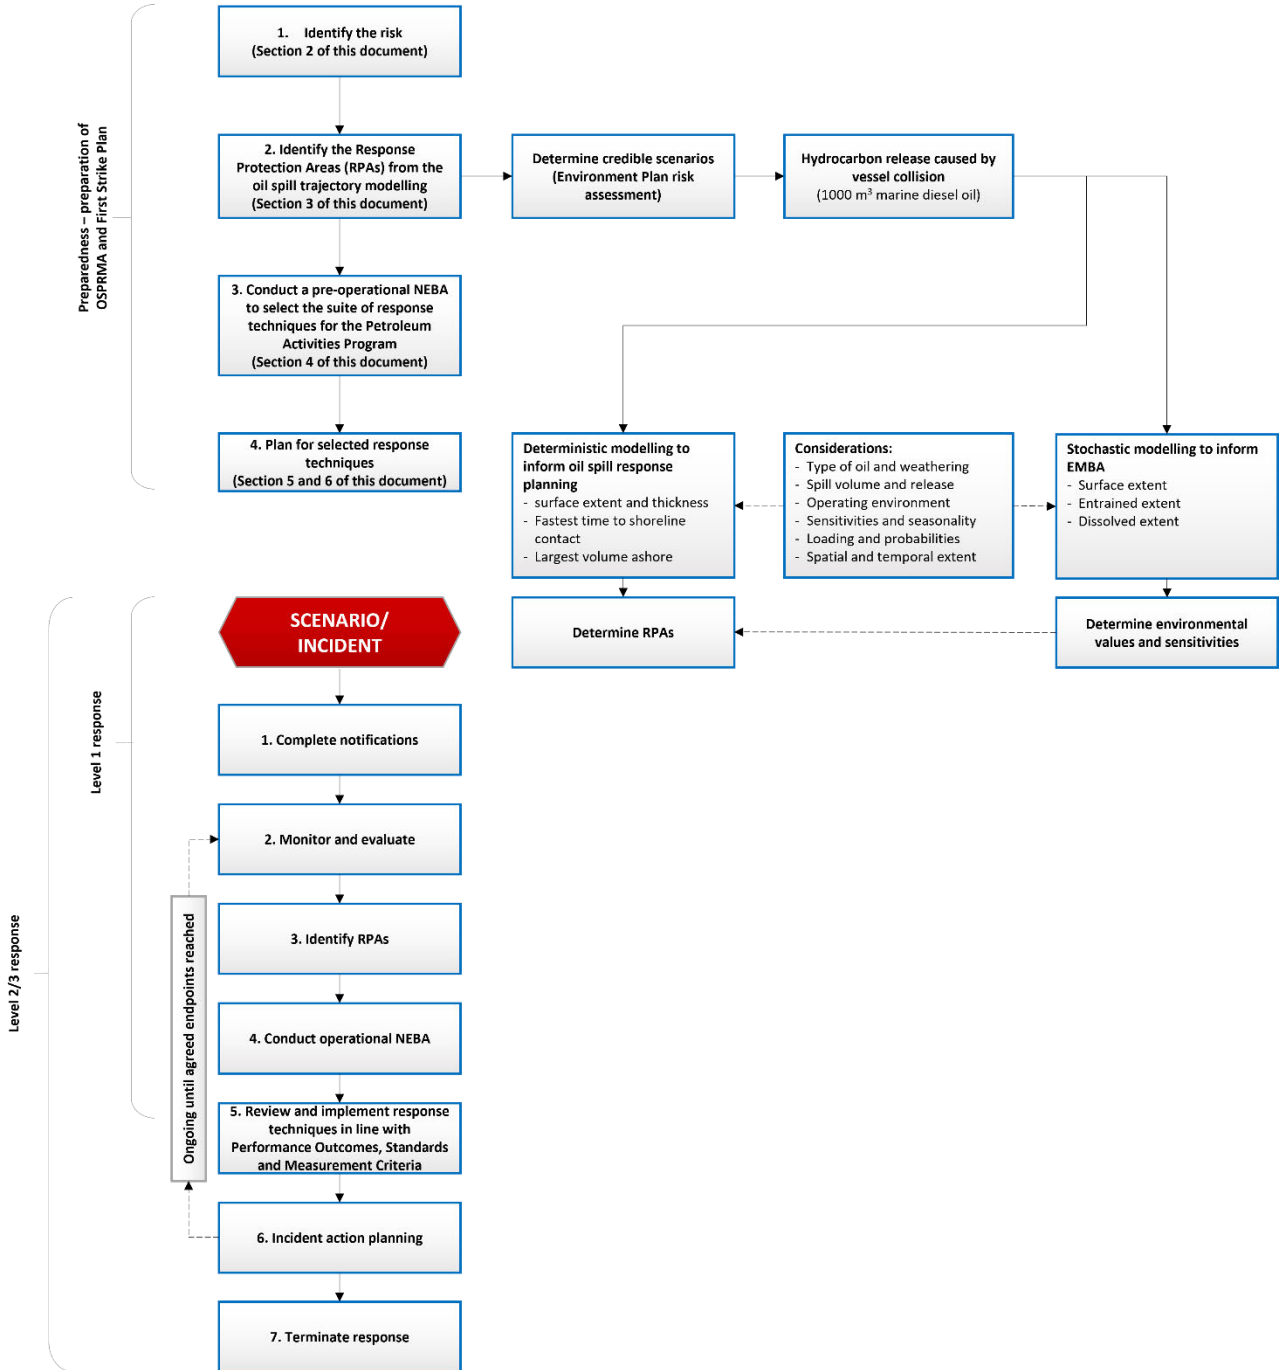 Preparedness – preparation of
OSPRMA and First Strike Plan
1. Identify the risk
(Section 2 of this document)
2. Identify the Response
Protection Areas (RPAs) from the
oil spill trajectory modelling
(Section 3 of this document)
Determine credible scenarios
(Environment Plan risk
assessment)
Hydrocarbon release caused by
vessel collision
(1000 m³ marine diesel oil)
3. Conduct a pre-operational NEBA
to select the suite of response
techniques for the Petroleum
Activities Program
(Section 4 of this document)
4. Plan for selected response
techniques
(Section 5 and 6 of this document)
Deterministic modelling to
inform oil spill response
planning
- surface extent and thickness
- Fastest time to shoreline
contact
- Largest volume ashore
Considerations:
- Type of oil and weathering
- Spill volume and release
- Operating environment
- Sensitivities and seasonality
- Loading and probabilities
- Spatial and temporal extent
Stochastic modelling to inform
EMBA
- Surface extent
- Entrained extent
- Dissolved extent
Determine RPAs
Determine environmental
values and sensitivities
Level 2/3 response
Level 1 response
SCENARIO/
INCIDENT
1. Complete notifications
2. Monitor and evaluate
3. Identify RPAs
4. Conduct operational NEBA
5. Review and implement response
techniques in line with
Performance Outcomes, Standards
and Measurement Criteria
Ongoing until agreed endpoints reached
6. Incident action planning
7. Terminate response